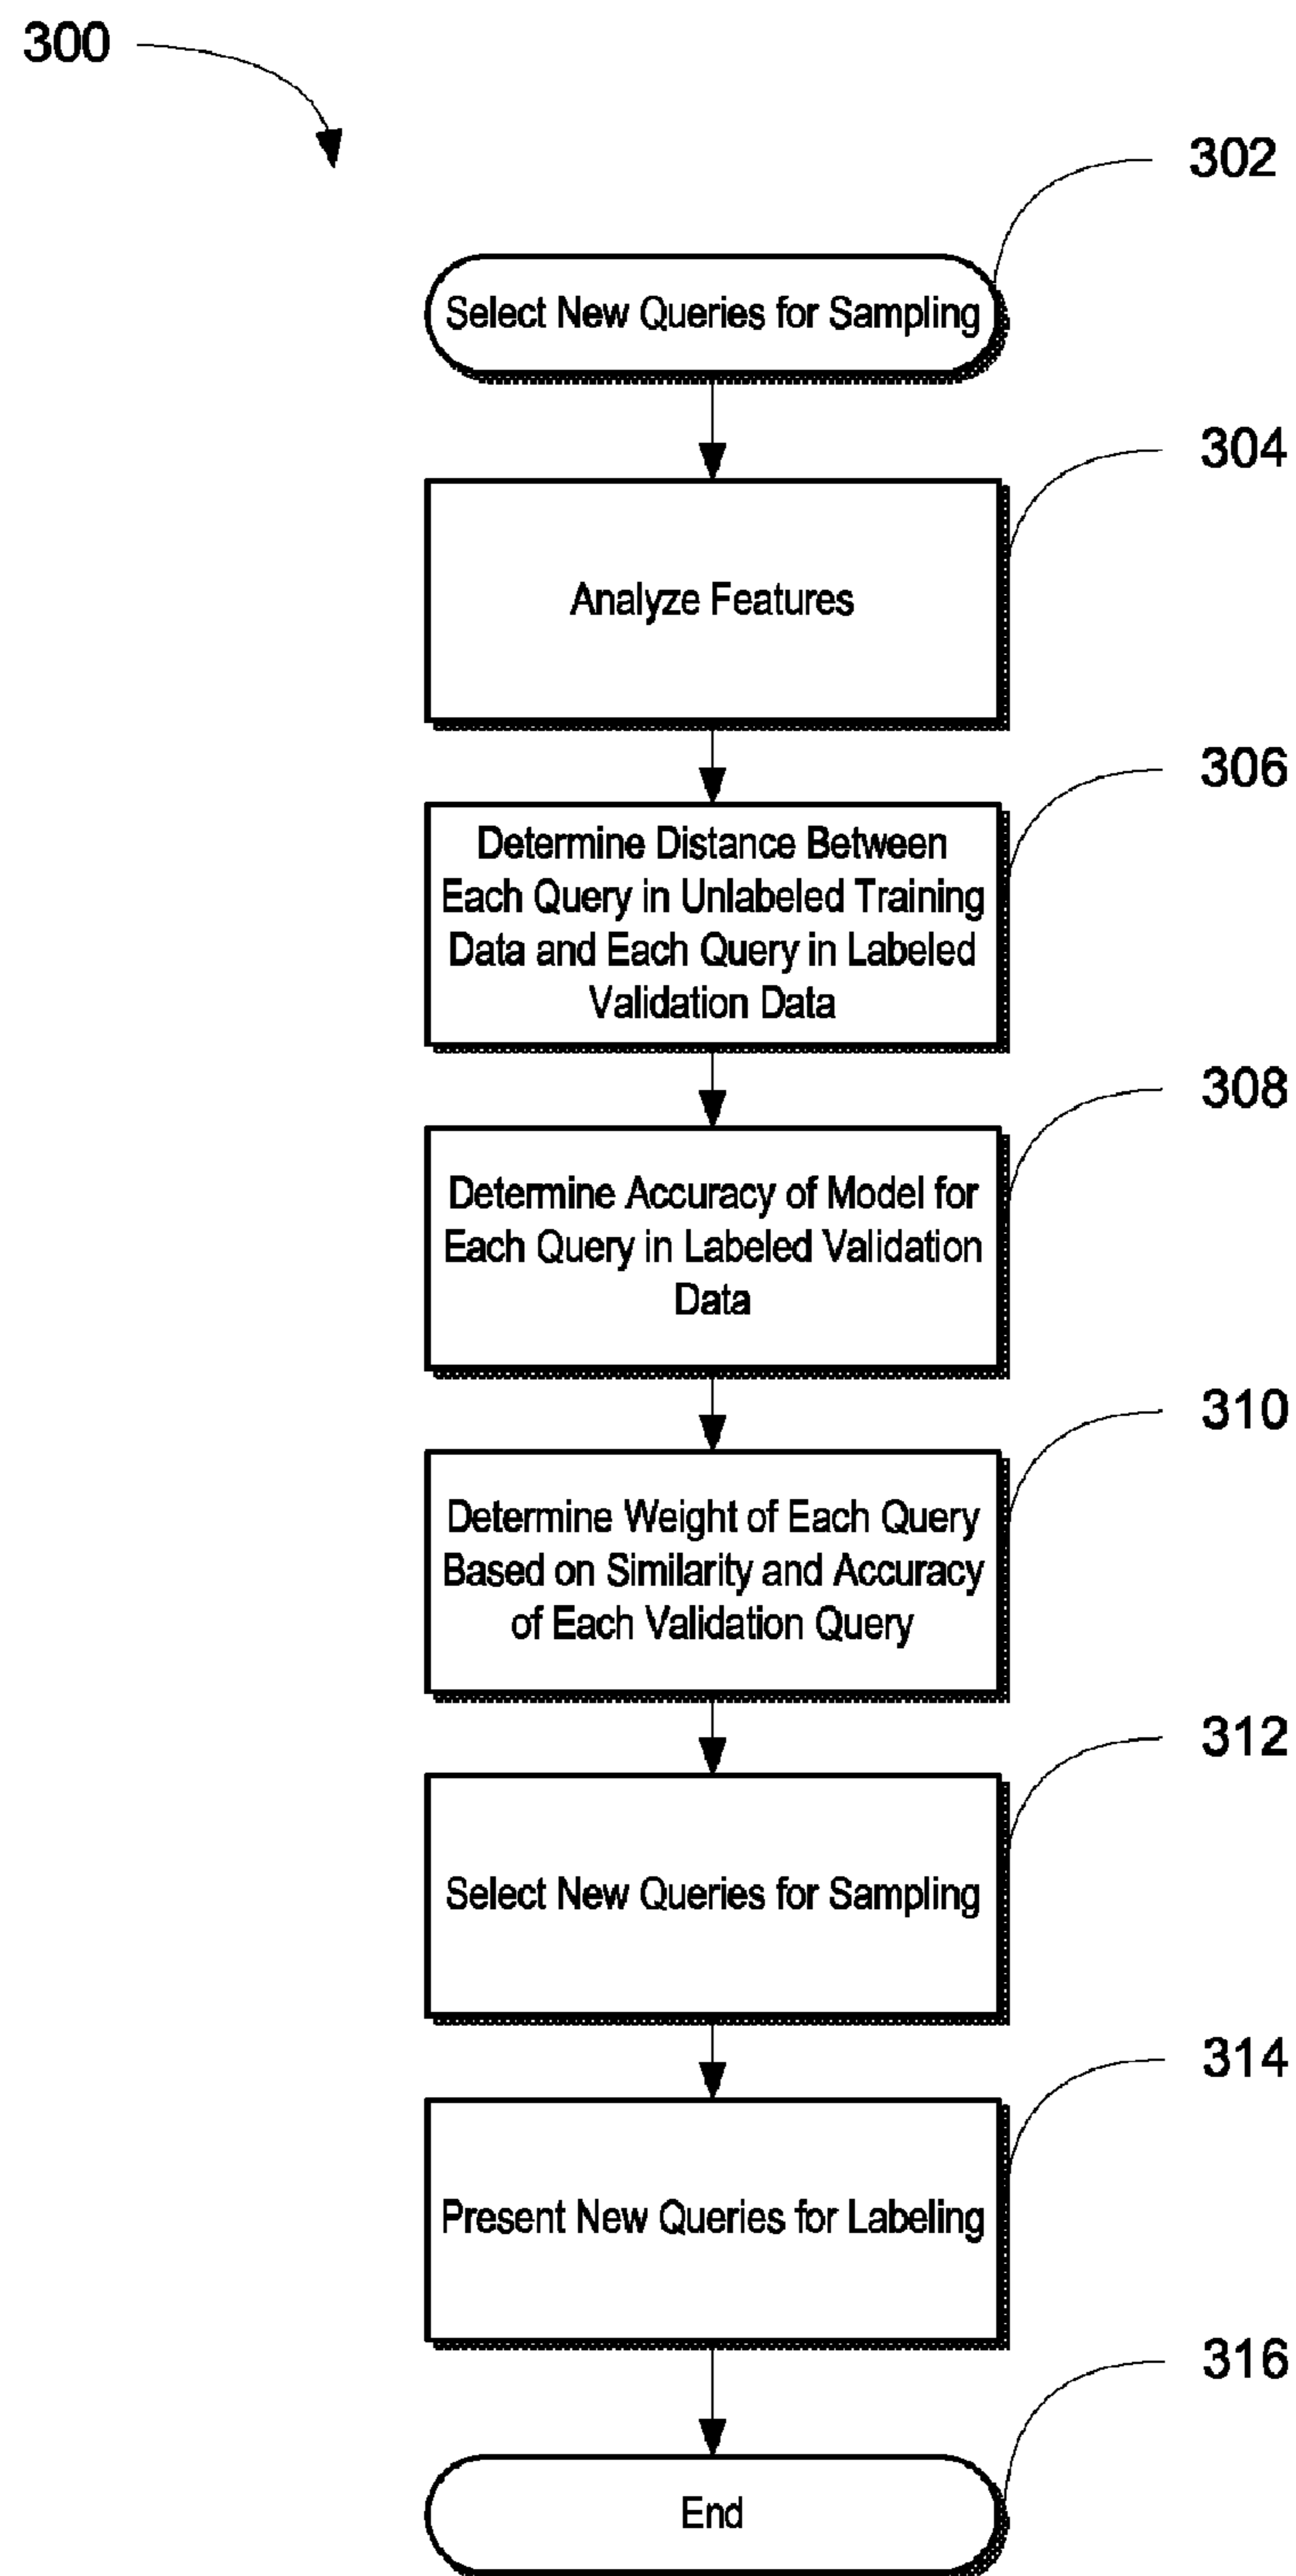 300
302
Select New Queries for Sampling
304
Analyze Features
306
Determine Distance Between
Each Query in Unlabeled Training
Data and Each Query in Labeled
Validation Data
308
Determine Accuracy of Model for
Each Query in Labeled Validation
Data
310
Determine Weight of Each Query
Based on Similarity and Accuracy
of Each Validation Query
312
Select New Queries for Sampling
314
Present New Queries for Labeling
316
End